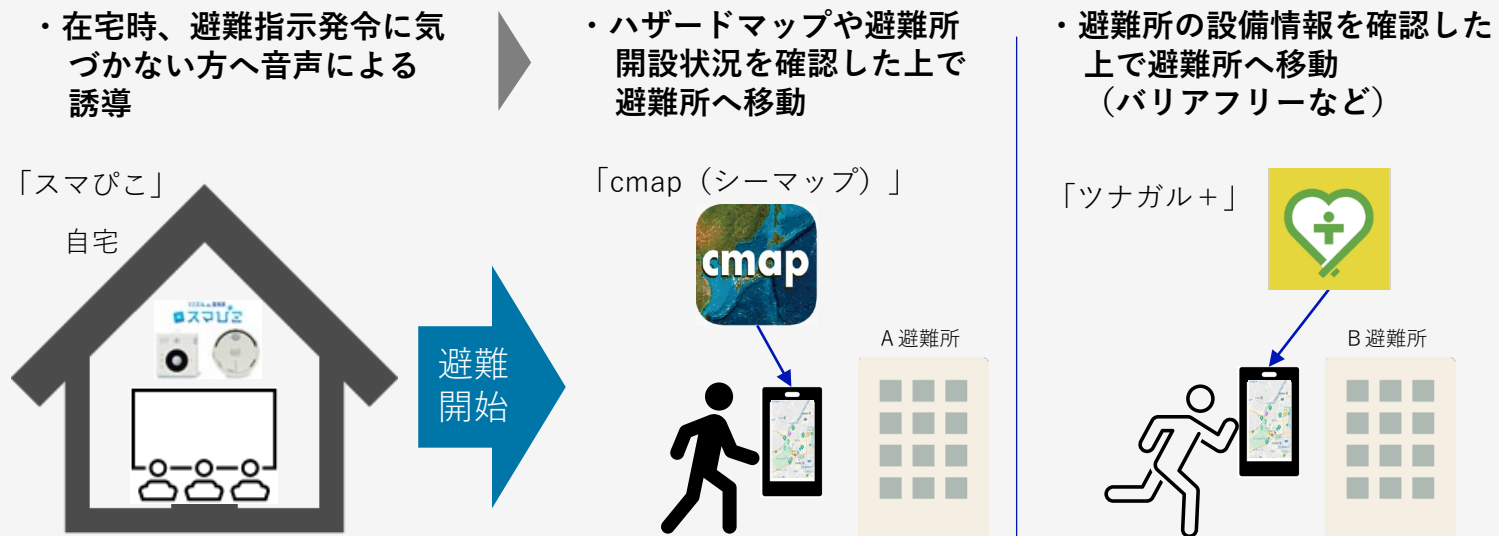 ・在宅時、避難指示発令に気
づかない方へ音声による
誘導
・ハザードマップや避難所
開設状況を確認した上で
避難所へ移動
・避難所の設備情報を確認した
上で避難所へ移動
（バリアフリーなど）
「スマぴこ」
自宅
スマぴこ
避難
開始
「cmap（シーマップ）」
cmap
A避難所
「ツナガル＋」
B避難所